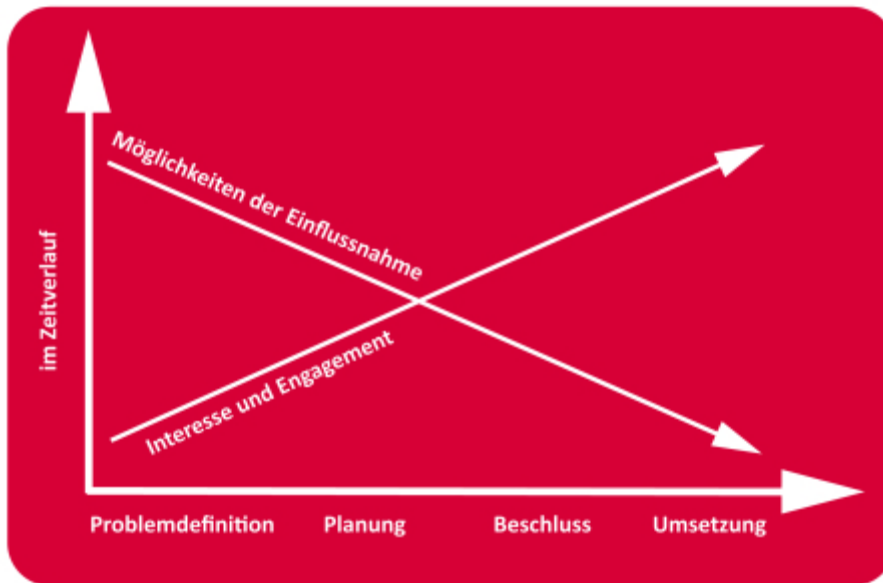 Möglichkeiten der Einflussnahme
im Zeitverlauf
Interesse und Engagement
Problemdefinition Planung Beschluss Umsetzung